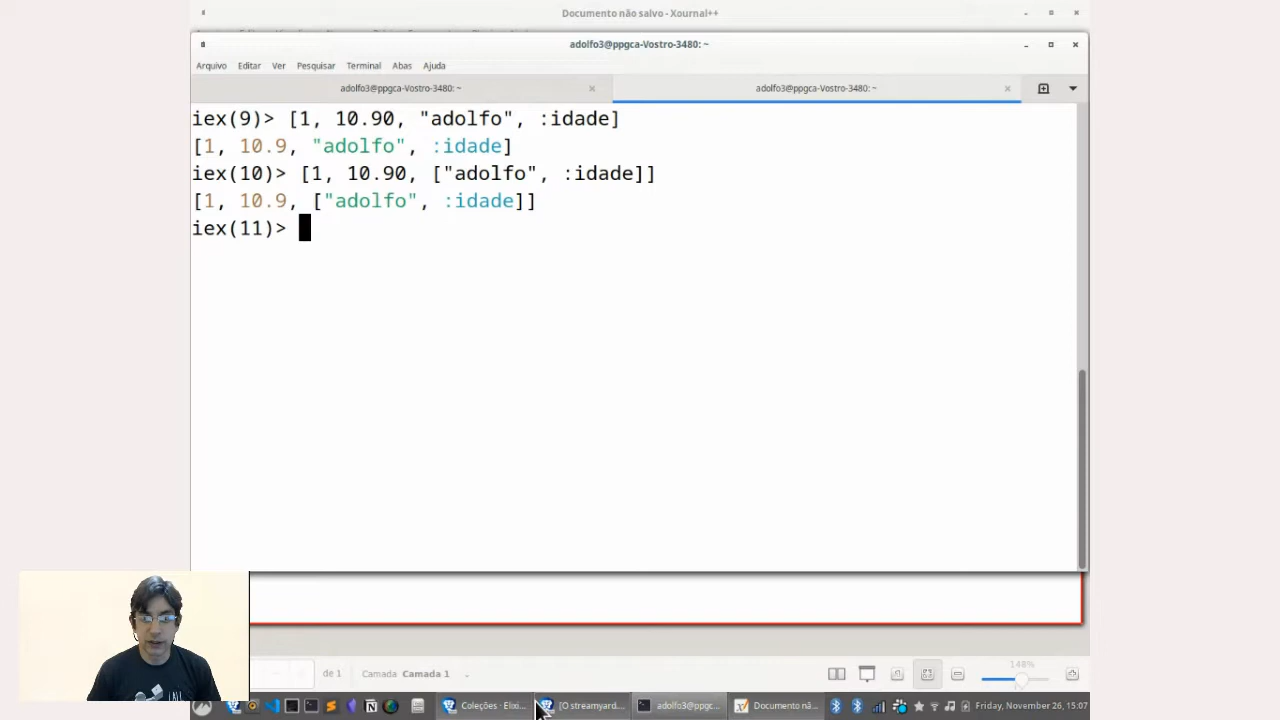 Documento não salvo - Xournal++
adolfo3@ppgca-Vostro-3480: ~
Arquivo Editar Ver Pesquisar Terminal Abas Ajuda
adolfo3@ppgca-Vostro-3480: ~ adolfo3@ppgca-Vostro-3480: ~
iex(9)> [1, 10.90, "adolfo", :idade]
[1, 10.9, "adolfo", :idade]
iex(10)> [1, 10.90, ["adolfo", :idade]]
[1, 10.9, ["adolfo", :idade]]
iex(11)>
de 1 Camada Camada 1 148%
Coleções · Elixi... [O streamyard... adolfo3@ppgc... Documento nã... Friday, November 26, 15:07